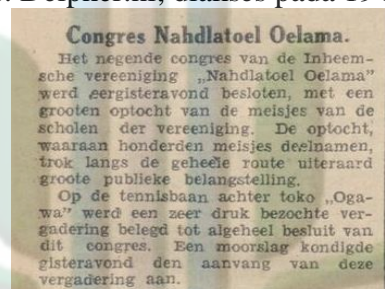 Congres Nahdlatoel Oelama.
Het negende congres van de Inheem-
sche vereeniging „Nahdlatoel Oelama"
werd eergisteravond besloten, met een
grooten optocht van de meisjes van de
scholen der vereeniging. De optocht,
waaraan honderden meisjes deelnamen,
trok langs de geheele route uiteraard
groote publieke belangstelling.
Op de tennisbaan achter toko „Oga-
wa" werd een zeer druk bezochte ver-
gadering belegd tot algeheel besluit van
dit congres. Een moorslag kondigde
gisteravond den aanvang van deze
vergadering aan.